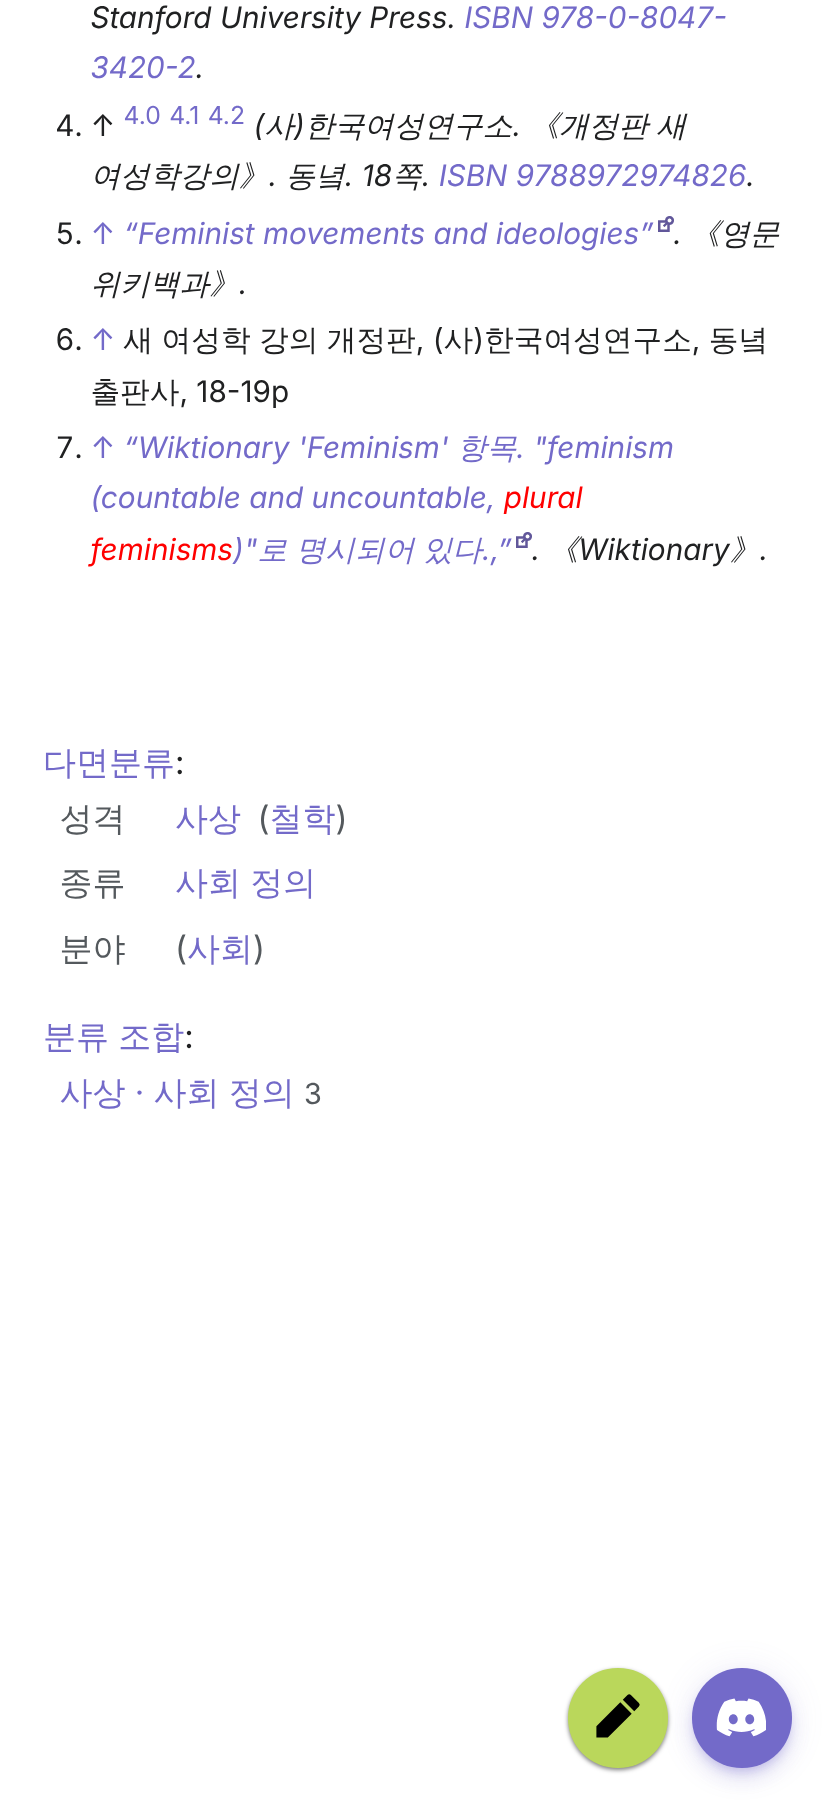 Stanford University Press. ISBN 978-0-8047-
3420-2.
4. ↑ 4.0 4.1 4.2 (사)한국여성연구소. 《개정판 새
여성학강의》. 동녘. 18쪽. ISBN 9788972974826.
5. ↑ “Feminist movements and ideologies”. 《영문
위키백과》.
6. ↑ 새 여성학 강의 개정판, (사)한국여성연구소, 동녘
출판사, 18-19p
7. ↑ “Wiktionary 'Feminism' 항목. "feminism
(countable and uncountable, plural
feminisms)"로 명시되어 있다.,”. 《Wiktionary》.
다면분류:
성격 사상 (철학)
종류 사회 정의
분야 (사회)
분류 조합:
사상 · 사회 정의 3